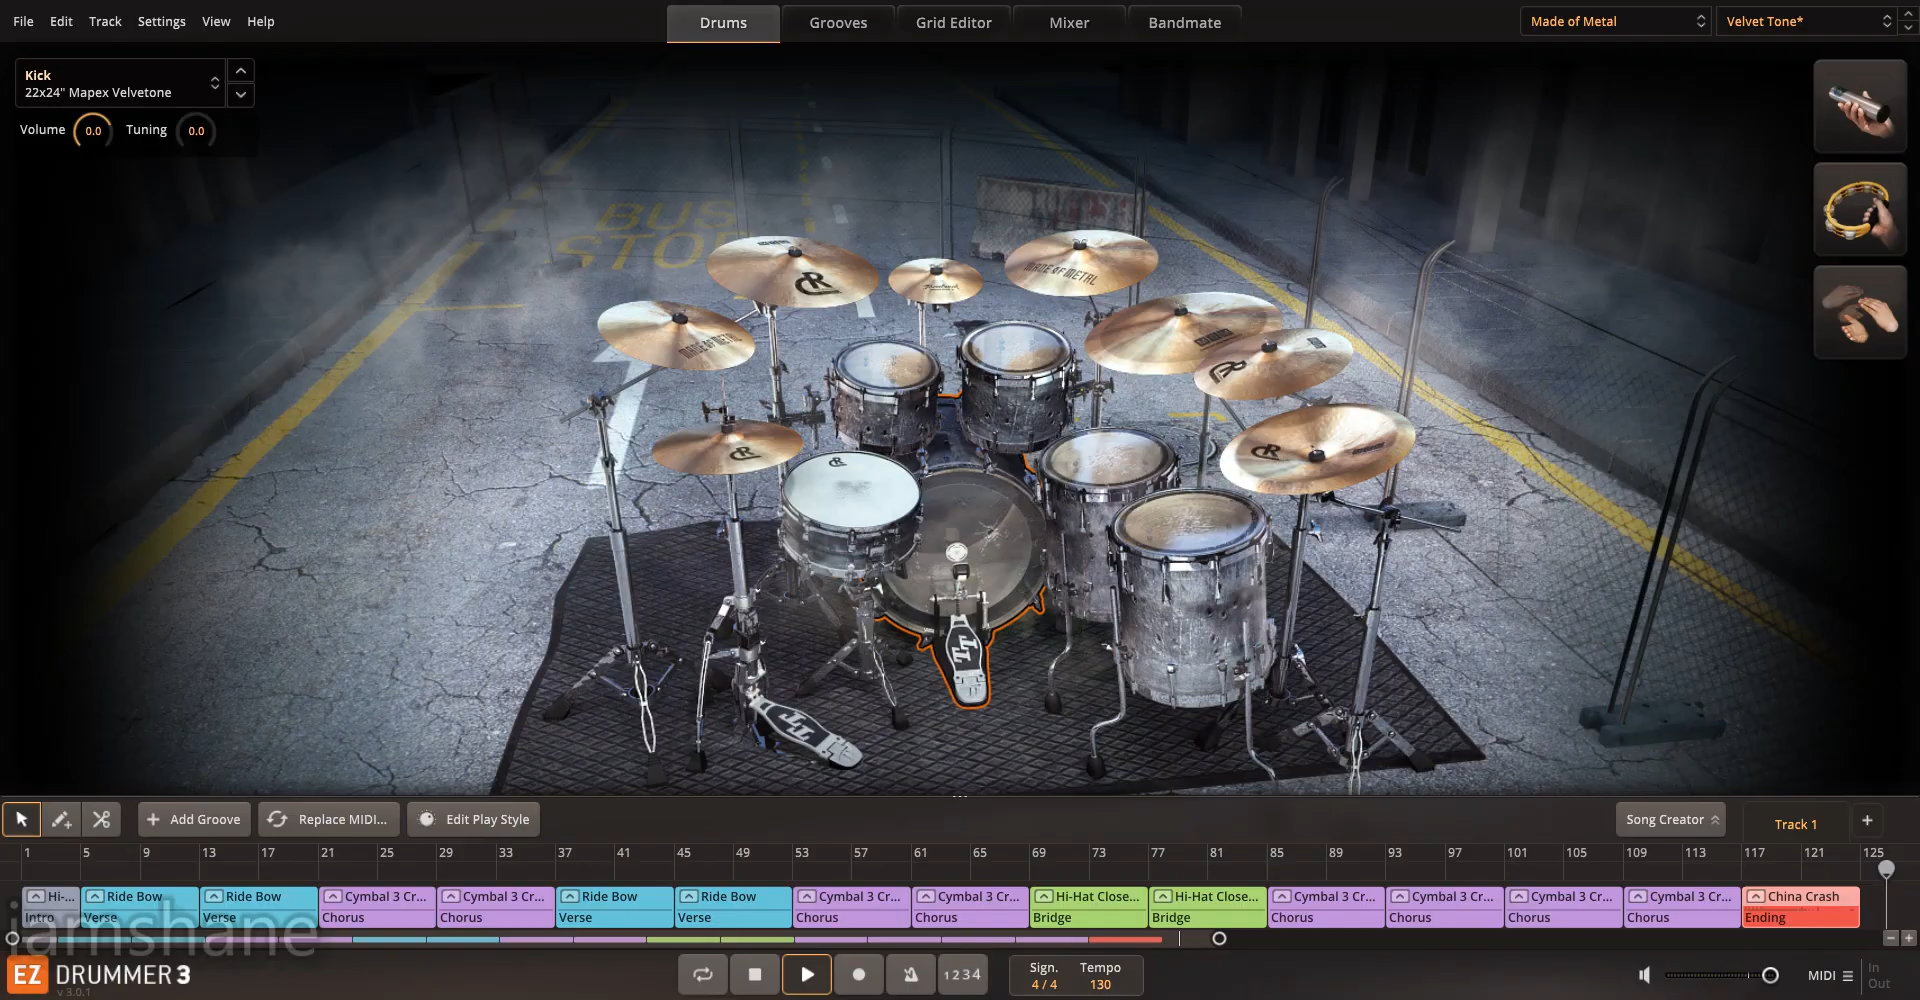 File Edit Track Settings View Help
Drums Grooves Grid Editor Mixer Bandmate
Made of Metal Velvet Tone*
Kick
22x24" Mapex Velvetone
Volume 0.0 Tuning 0.0
BUS
STOP
MADE OF METAL
MADE OF METAL
Add Groove Replace MIDI... Edit Play Style
Song Creator Track 1 +
1 5 9 13 17 21 25 29 33 37 41 45 49 53 57 61 65 69 73 77 81 85 89 93 97 101 105 109 113 117 121 125
Hi-... Ride Bow Ride Bow Cymbal 3 Cr... Cymbal 3 Cr... Ride Bow Ride Bow Cymbal 3 Cr... Cymbal 3 Cr... Hi-Hat Close... Hi-Hat Close... Cymbal 3 Cr... Cymbal 3 Cr... Cymbal 3 Cr... Cymbal 3 Cr... China Crash
Intro Verse Verse Chorus Chorus Verse Verse Chorus Chorus Bridge Bridge Chorus Chorus Chorus Chorus Ending
iamshane
EZ DRUMMER 3
v 3.0.1
1 2 3 4
Sign. Tempo
4 / 4 130
MIDI In
Out